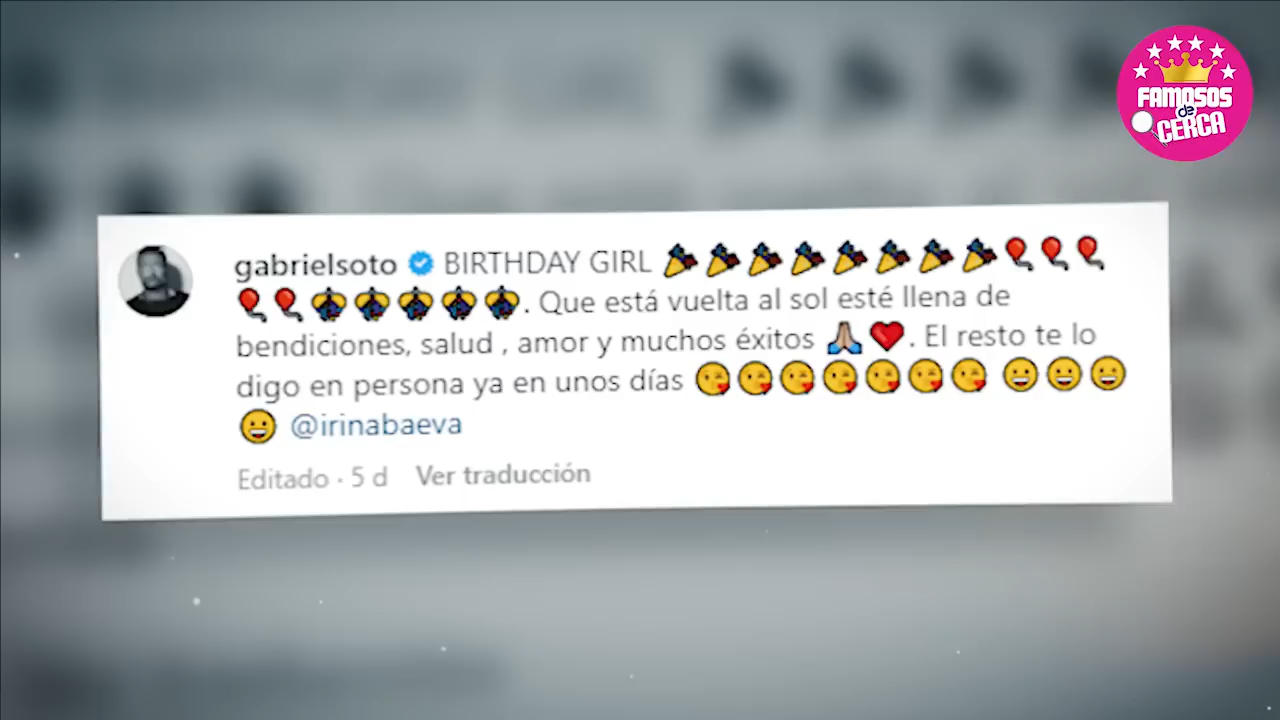 FAMOSOS
de
CERCA
gabrielsoto BIRTHDAY GIRL 🎉🎉🎉🎉🎉🎉🎉🎉🎈🎈🎈
🎈🎈🎊🎊🎊🎊🎊. Que está vuelta al sol esté llena de
bendiciones, salud , amor y muchos éxitos 🙏🏼❤️. El resto te lo
digo en persona ya en unos días 😘😘😘😘😘😘😘 😀😀😀
😀 @irinabaeva
Editado · 5 d Ver traducción